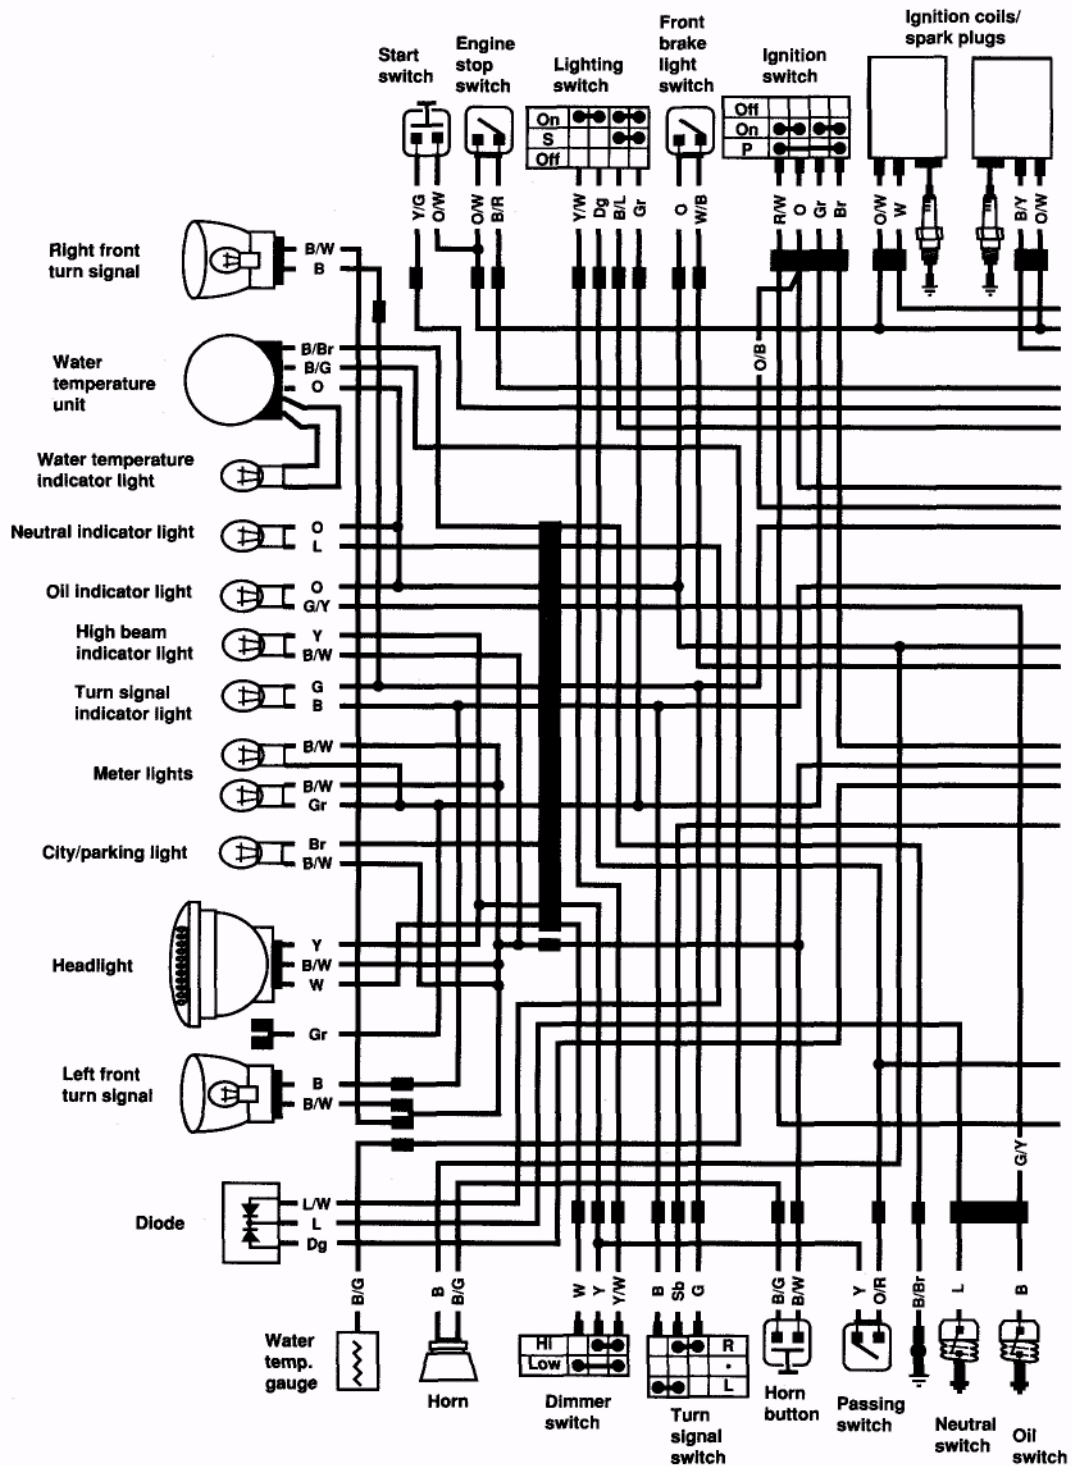 Start
switch
Engine
stop
switch
Lighting
switch
Front
brake
light
switch
Ignition
switch
Ignition coils/
spark plugs
On
S
Off
Off
On
P
Y/G
O/W
O/W
B/R
Y/W
Dg
B/L
Gr
O
W/B
R/W
O
Gr
Br
O/W
W
B/Y
O/W
Right front
turn signal
B/W
B
O/B
Water
temperature
unit
B/Br
B/G
O
Water temperature
indicator light
Neutral indicator light
O
L
Oil indicator light
O
G/Y
High beam
indicator light
Y
B/W
Turn signal
indicator light
G
B
Meter lights
B/W
B/W
Gr
City/parking light
Br
B/W
Headlight
Y
B/W
W
Gr
Left front
turn signal
B
B/W
G/Y
Diode
L/W
L
Dg
B/G
B
B/G
W
Y
Y/W
B
Sb
G
B/G
B/W
Y
O/R
B/Br
L
B
Water
temp.
gauge
Horn
HI
Low
Dimmer
switch
R
L
Turn
signal
switch
Horn
button
Passing
switch
Neutral
switch
Oil
switch